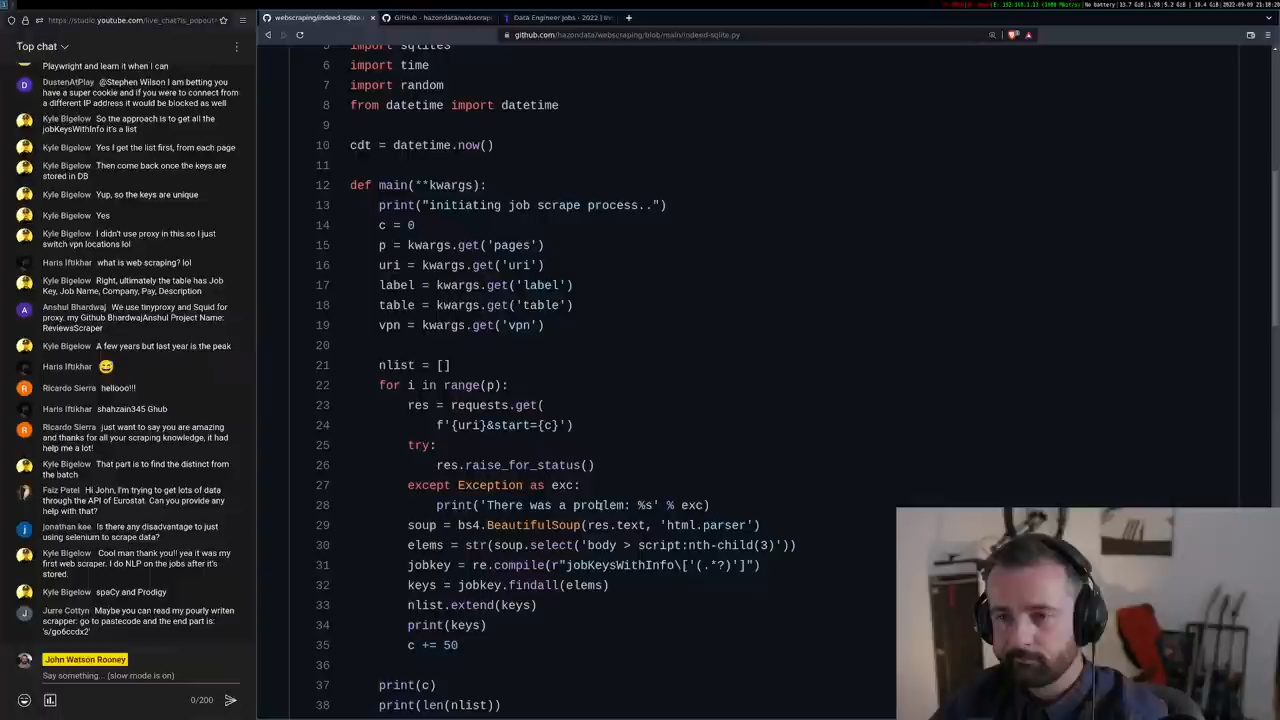 webscraping/indeed-sqlite.
GitHub - hazondata/webscrap
Data Engineer jobs - 2022 |
No battery
2022-09-09
https://studio.youtube.com/live_chat?is_popout=
github.com/hazondata/webscraping/blob/main/indeed-sqlite.py
Top chat
Playwright and learn it when I can
DustenAtPlay @Stephen Wilson I am betting you
have a super cookie and if you were to connect from
a different IP address it would be blocked as well
Kyle Bigelow So the approach is to get all the
jobKeysWithInfo it's a list
Kyle Bigelow Yes I get the list first, from each page
Kyle Bigelow Then come back once the keys are
stored in DB
Kyle Bigelow Yup, so the keys are unique
Kyle Bigelow Yes
Kyle Bigelow I didn't use proxy in this so I just
switch vpn locations lol
Haris Iftikhar what is web scraping? lol
Kyle Bigelow Right, ultimately the table has Job
Key, Job Name, Company, Pay, Description
Anshul Bhardwaj We use tinyproxy and Squid for
proxy. my Github BhardwajAnshul Project Name:
ReviewsScraper
Kyle Bigelow A few years but last year is the peak
Haris Iftikhar 😅
Ricardo Sierra hellooo!!!
Haris Iftikhar shahzain345 Ghub
Ricardo Sierra just want to say you are amazing
and thanks for all your scraping knowledge, it had
help me a lot!
Kyle Bigelow That part is to find the distinct from
the batch
Faiz Patel Hi John, I'm trying to get lots of data
through the API of Eurostat. Can you provide any
help with that?
jonathan kee Is there any disadvantage to just
using selenium to scrape data?
Kyle Bigelow Cool man thank you!! yea it was my
first web scraper. I do NLP on the jobs after it's
stored.
Kyle Bigelow spaCy and Prodigy
Jurre Cottyn Maybe you can read my pourly writen
scrapper: go to pastecode and the end part is:
's/go6ccdx2'
John Watson Rooney
Say something... (slow mode is on)
0/200
5 import sqlite3
6 import time
7 import random
8 from datetime import datetime
9
10 cdt = datetime.now()
11
12 def main(**kwargs):
13 print("initiating job scrape process..")
14 c = 0
15 p = kwargs.get('pages')
16 uri = kwargs.get('uri')
17 label = kwargs.get('label')
18 table = kwargs.get('table')
19 vpn = kwargs.get('vpn')
20
21 nlist = []
22 for i in range(p):
23 res = requests.get(
24 f'{uri}&start={c}')
25 try:
26 res.raise_for_status()
27 except Exception as exc:
28 print('There was a problem: %s' % exc)
29 soup = bs4.BeautifulSoup(res.text, 'html.parser')
30 elems = str(soup.select('body > script:nth-child(3)'))
31 jobkey = re.compile(r"jobKeysWithInfo\['(.*?)']")
32 keys = jobkey.findall(elems)
33 nlist.extend(keys)
34 print(keys)
35 c += 50
36
37 print(c)
38 print(len(nlist))